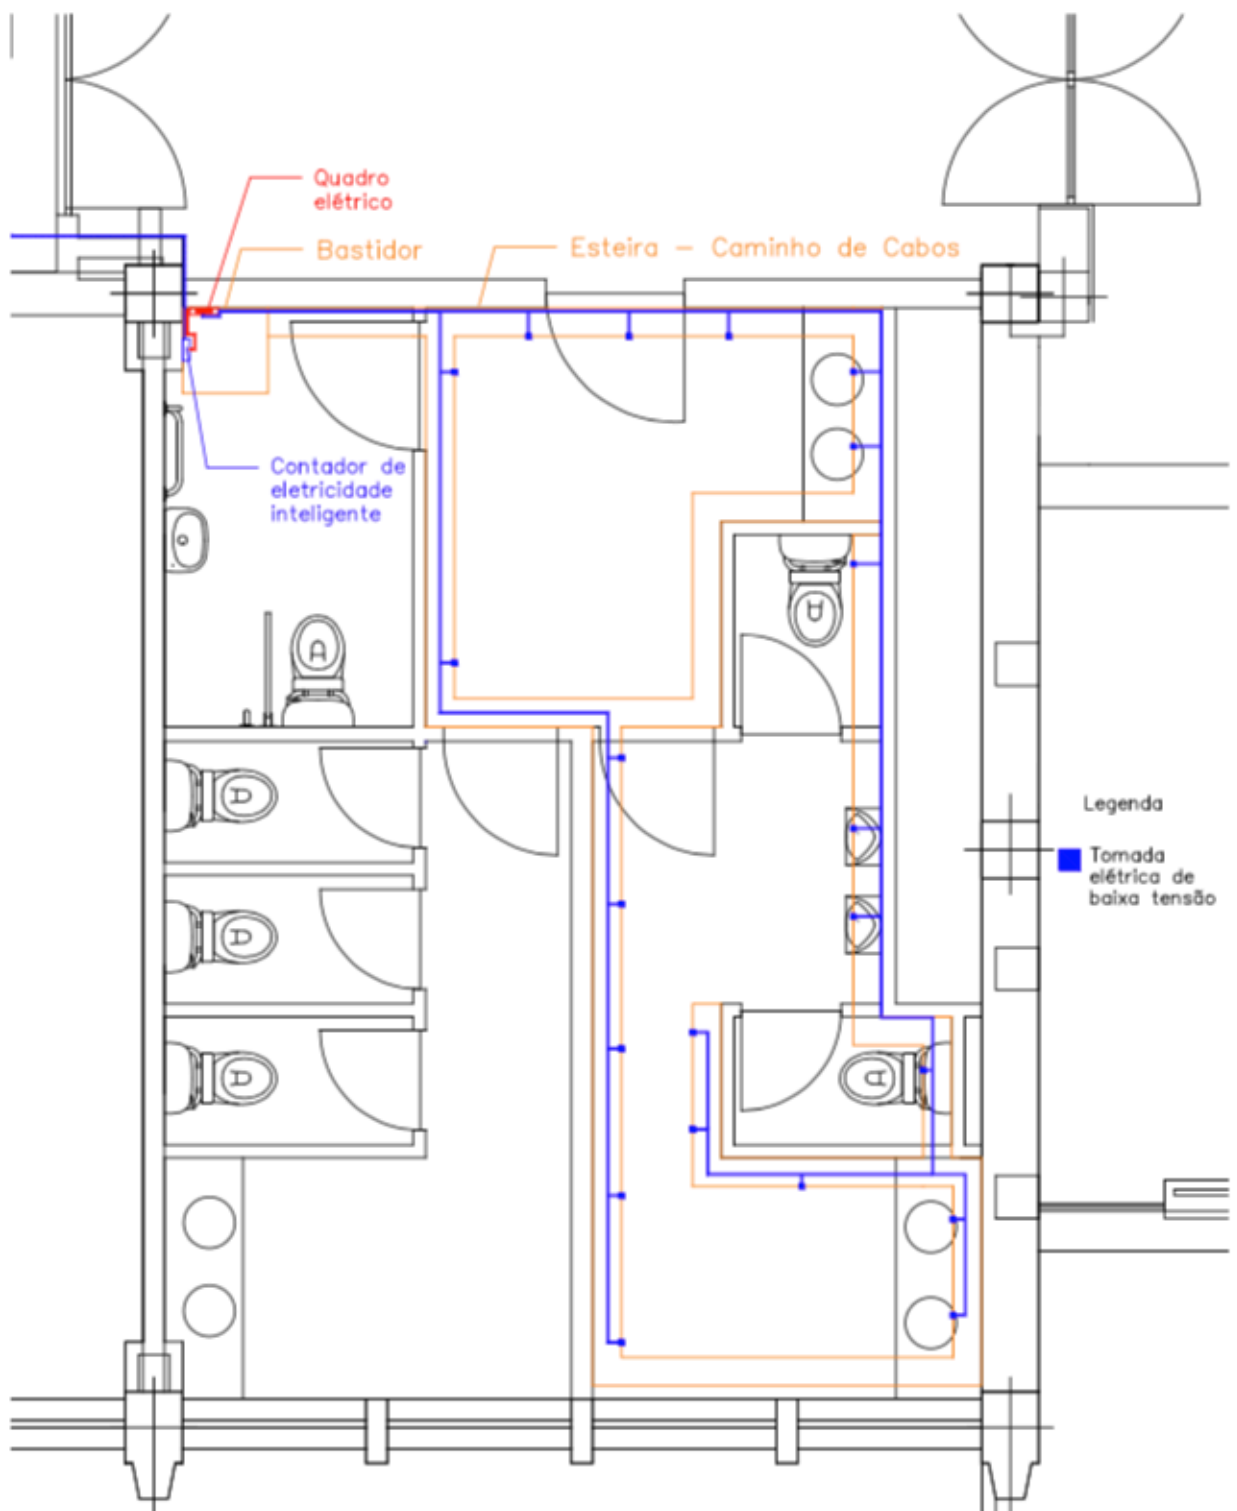 Quadro
elétrico
Bastidor
Esteira – Caminho de Cabos
Contador de
eletricidade
inteligente
Legenda
Tomada
elétrica de
baixa tensão